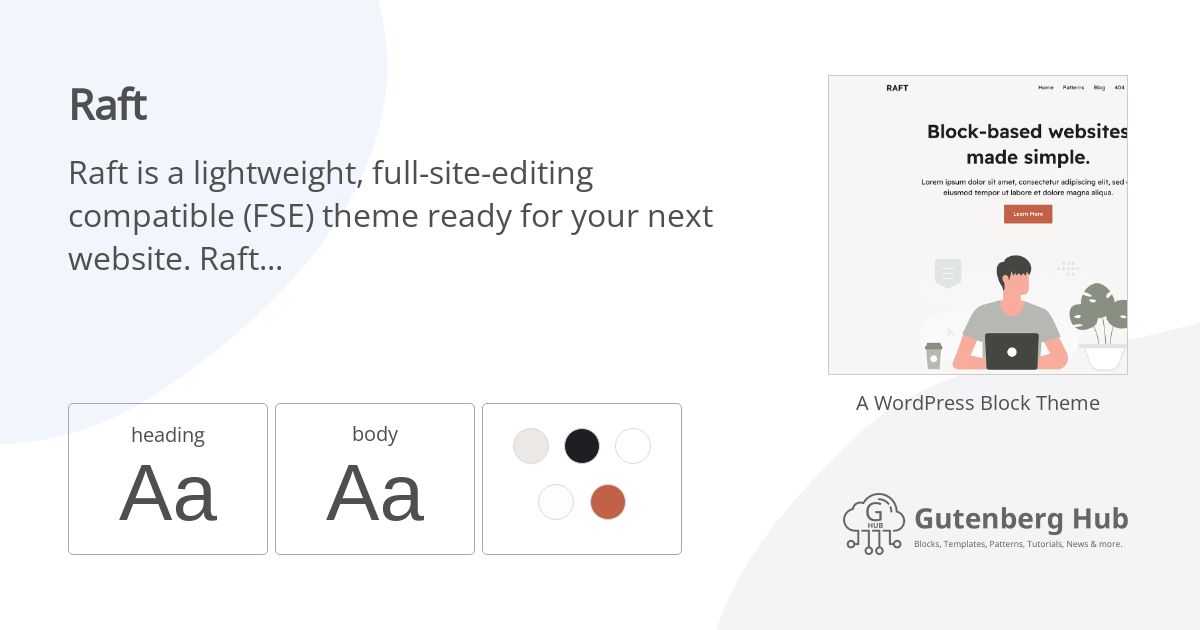 Raft
Raft is a lightweight, full-site-editing
compatible (FSE) theme ready for your next
website. Raft...
heading
Aa
body
Aa
RAFT
Home Patterns Blog 404
Block-based websites
made simple.
Lorem ipsum dolor sit amet, consectetur adipiscing elit, sed
eiusmod tempor ut labore et dolore magna aliqua.
Learn More
A WordPress Block Theme
G
HUB
Gutenberg Hub
Blocks, Templates, Patterns, Tutorials, News & more.